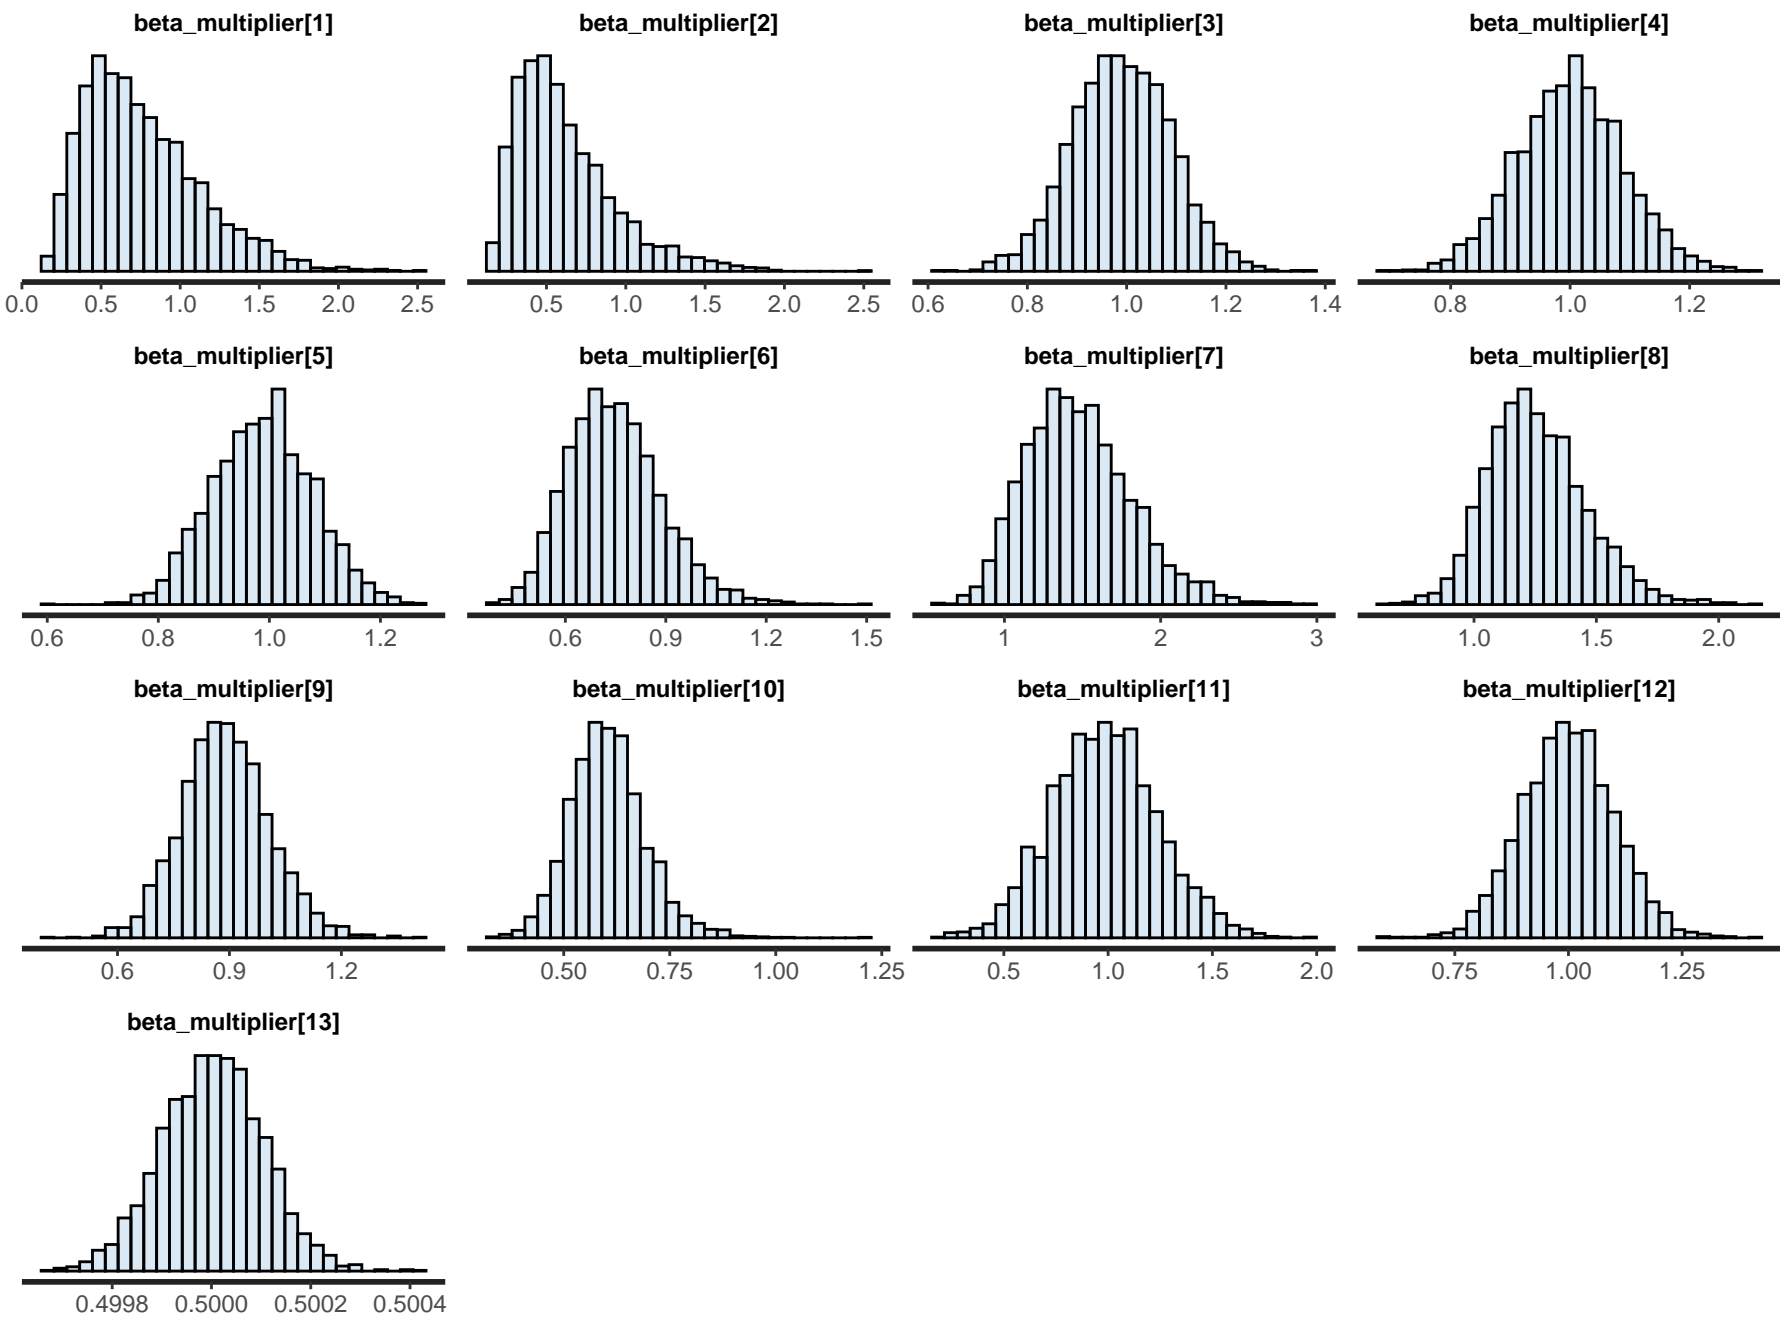 beta_multiplier[1] beta_multiplier[2] beta_multiplier[3] beta_multiplier[4]
0.0 0.5 1.0 1.5 2.0 2.5 0.5 1.0 1.5 2.0 2.5 0.6 0.8 1.0 1.2 1.4 0.8 1.0 1.2
beta_multiplier[5] beta_multiplier[6] beta_multiplier[7] beta_multiplier[8]
0.6 0.8 1.0 1.2 0.6 0.9 1.2 1.5 1 2 3 1.0 1.5 2.0
beta_multiplier[9] beta_multiplier[10] beta_multiplier[11] beta_multiplier[12]
0.6 0.9 1.2 0.50 0.75 1.00 1.25 0.5 1.0 1.5 2.0 0.75 1.00 1.25
beta_multiplier[13]
0.4998 0.5000 0.5002 0.5004